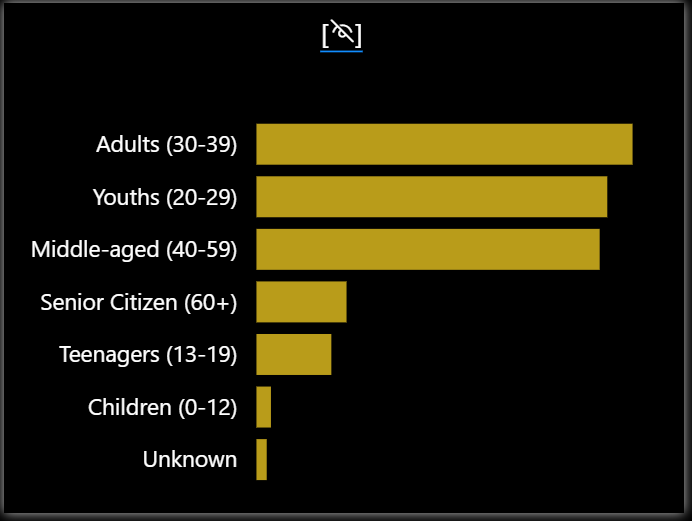 Adults (30-39)
Youths (20-29)
Middle-aged (40-59)
Senior Citizen (60+)
Teenagers (13-19)
Children (0-12)
Unknown